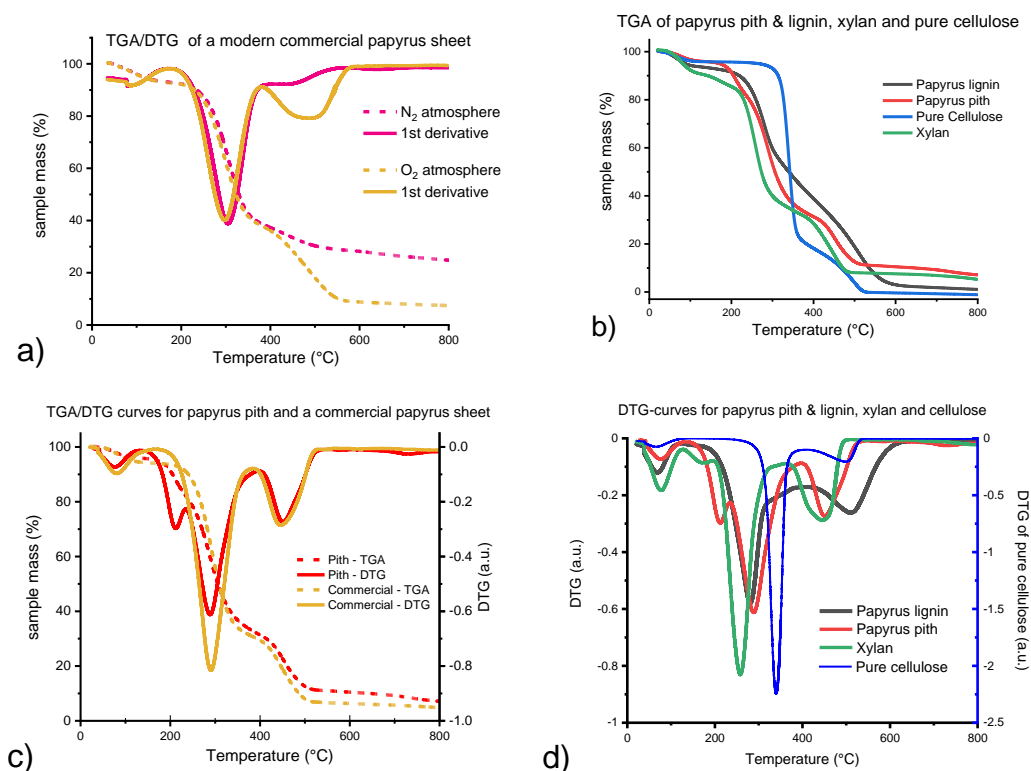 TGA/DTG of a modern commercial papyrus sheet
100
80
60
40
20
0
sample mass (%)
N2 atmosphere
1st derivative
O2 atmosphere
1st derivative
0 200 400 600 800
Temperature (°C)
a)
TGA of papyrus pith & lignin, xylan and pure cellulose
100
80
60
40
20
0
sample mass (%)
Papyrus lignin
Papyrus pith
Pure Cellulose
Xylan
0 200 400 600 800
Temperature (°C)
b)
TGA/DTG curves for papyrus pith and a commercial papyrus sheet
100
80
60
40
20
0
sample mass (%)
Pith - TGA
Pith - DTG
Commercial - TGA
Commercial - DTG
0.0
-0.2
-0.4
-0.6
-0.8
-1.0
DTG (a.u.)
0 200 400 600 800
Temperature (°C)
c)
DTG-curves for papyrus pith & lignin, xylan and cellulose
0
-0.2
-0.4
-0.6
-0.8
-1
DTG (a.u.)
Papyrus lignin
Papyrus pith
Xylan
Pure cellulose
0
-0.5
-1
-1.5
-2
-2.5
DTG of pure cellulose (a.u.)
0 200 400 600 800
Temperature (°C)
d)